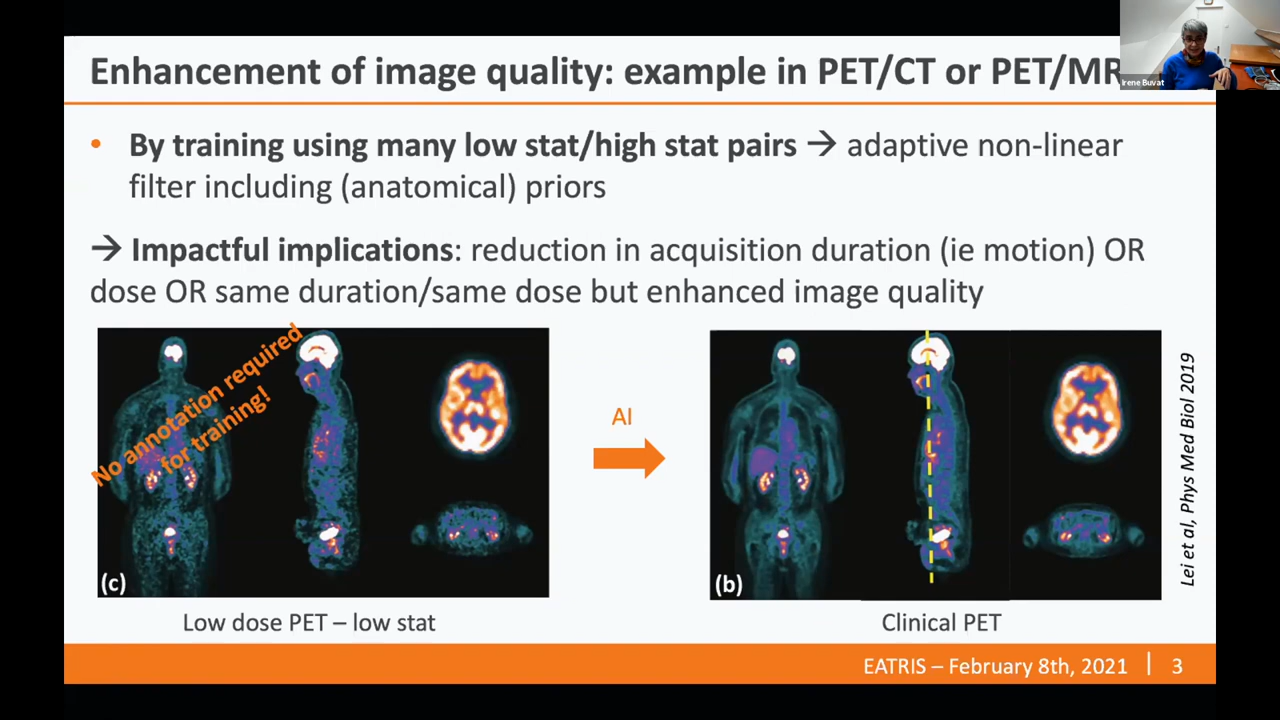 Enhancement of image quality: example in PET/CT or PET/MR
Irene Buvat
• By training using many low stat/high stat pairs → adaptive non-linear
filter including (anatomical) priors
→ Impactful implications: reduction in acquisition duration (ie motion) OR
dose OR same duration/same dose but enhanced image quality
No annotation required
for training!
(c)
AI
(b)
Lei et al, Phys Med Biol 2019
Low dose PET – low stat
Clinical PET
EATRIS – February 8th, 2021 | 3